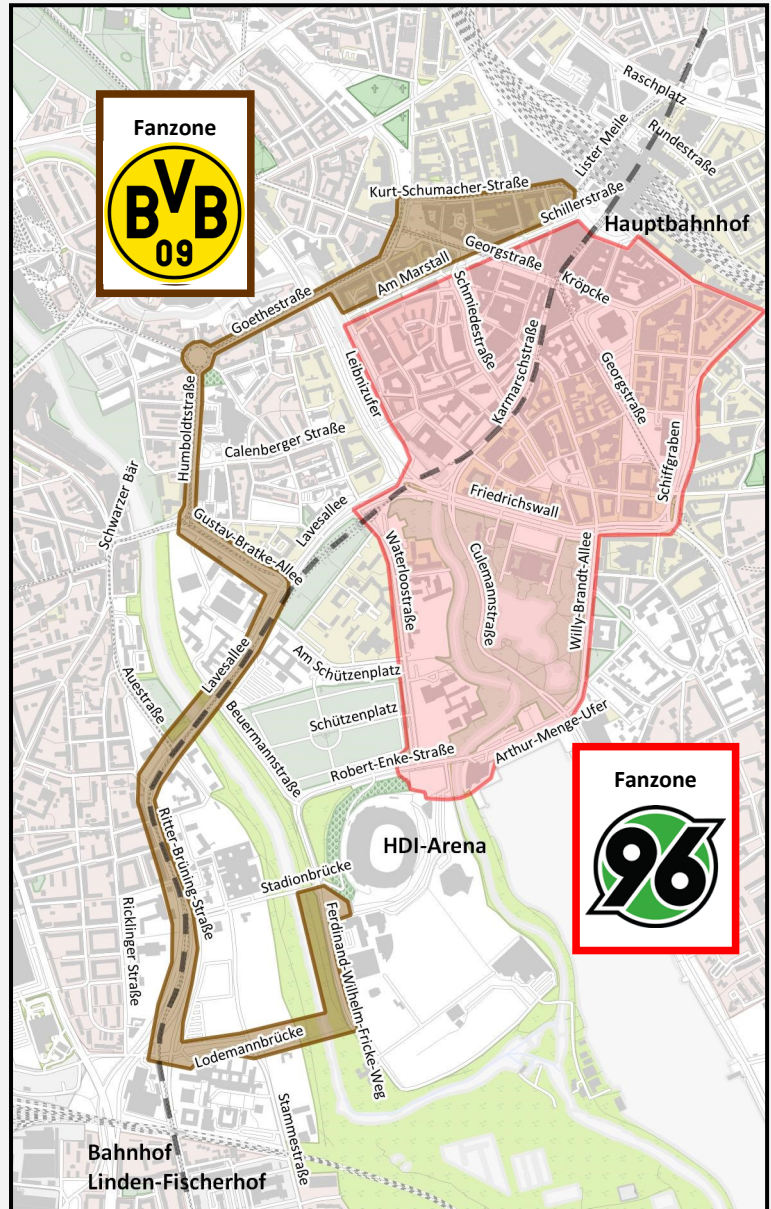 Raschplatz
Fanzone
BVB
09
Lister Meile
Rundestraße
Kurt-Schumacher-Straße
Schillerstraße
Hauptbahnhof
Georgstraße
Am Marstall
Kröpcke
Schmiedestraße
Goethestraße
Karmarschstraße
Leibnizufer
Georgstraße
Humboldtstraße
Calenberger Straße
Schiffgraben
Schwarzer Bär
Friedrichswall
Lavesallee
Gustav-Bratke-Allee
Waterloostraße
Culemannstraße
Willy-Brandt-Allee
Lavesallee
Am Schützenplatz
Auestraße
Beuermannstraße
Schützenplatz
Arthur-Menge-Ufer
Robert-Enke-Straße
Fanzone
96
Ritter-Brüning-Straße
HDI-Arena
Stadionbrücke
Ricklinger Straße
Ferdinand-Wilhelm-Fricke-Weg
Lodemannbrücke
Stammestraße
Bahnhof
Linden-Fischerhof